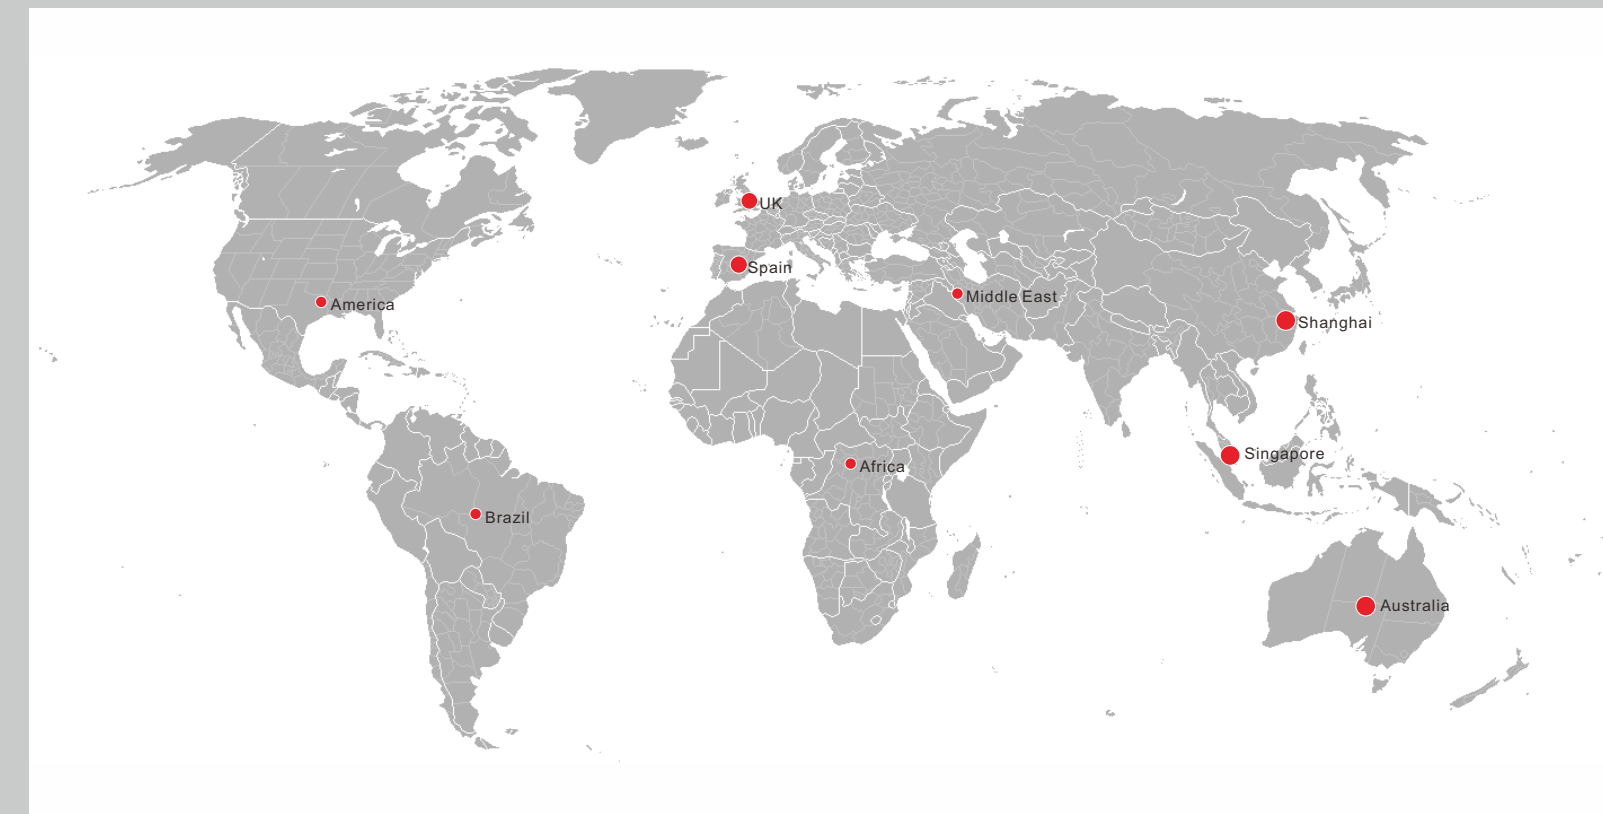 UK
Spain
Middle East
America
Shanghai
Singapore
Africa
Brazil
Australia